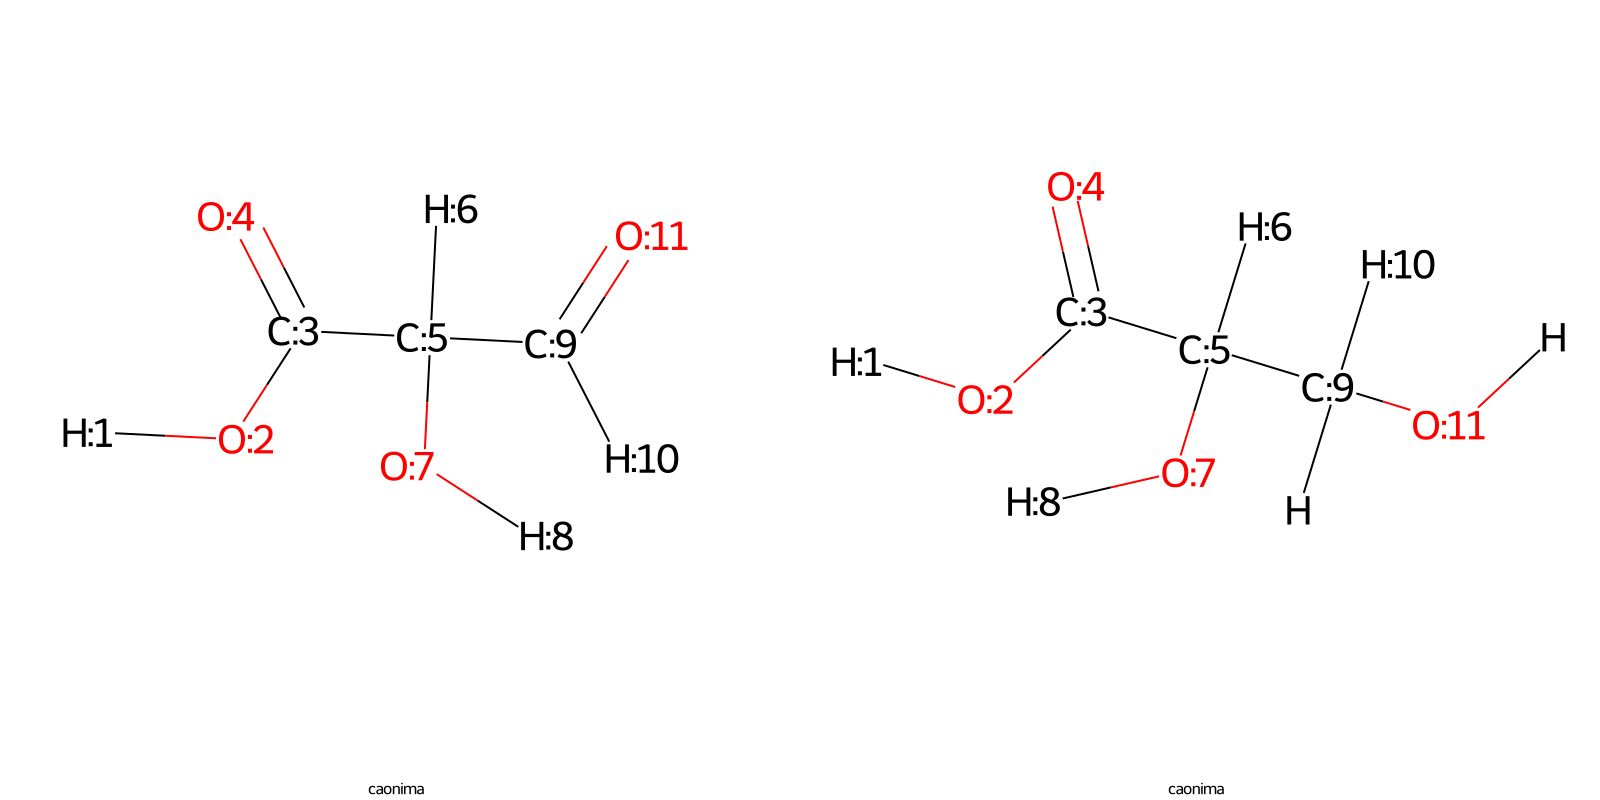 O:4 H:6 O:11
C:3 C:5 C:9
H:1 O:2 O:7 H:10
H:8
O:4 H:6 H:10
C:3 C:5 C:9 H
H:1 O:2 O:11
H:8 O:7 H
caonima caonima